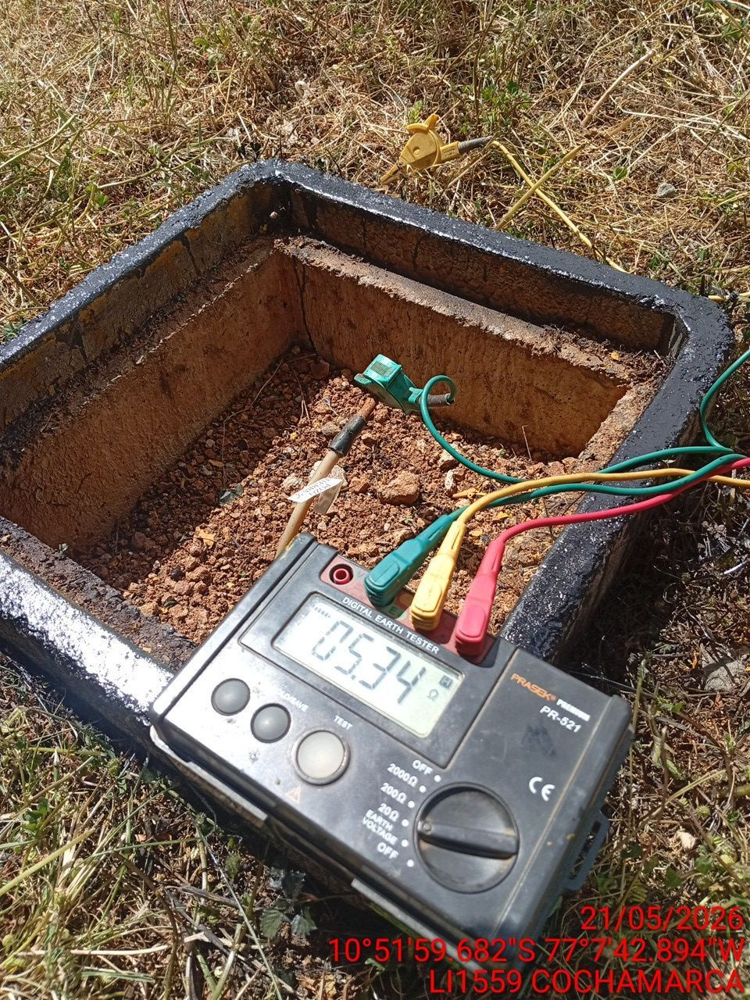 DIGITAL EARTH TESTER
05.34
Ω
TEST
PRASEK® PREMIUM
PR-521
CE
OFF
2000Ω
200Ω
20Ω
EARTH
VOLTAGE
OFF
21/05/2026
10°51'59.682"S 77°7'42.894"W
LI1559 COCHAMARCA